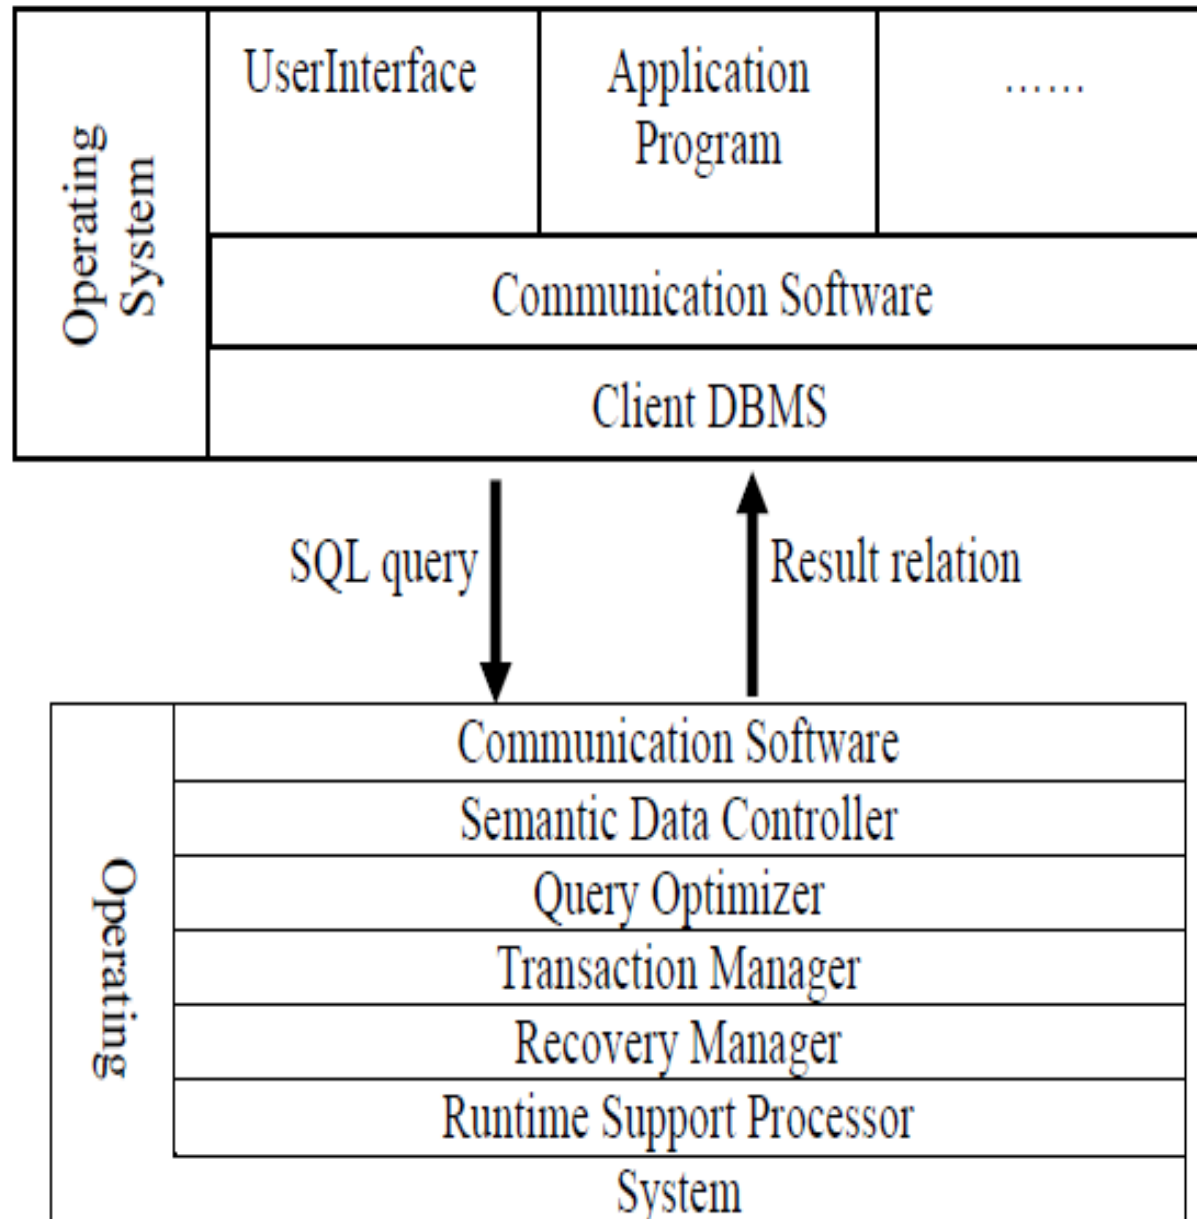 Operating
System
UserInterface
Application
Program
......
Communication Software
Client DBMS
SQL query
Result relation
Operating
Communication Software
Semantic Data Controller
Query Optimizer
Transaction Manager
Recovery Manager
Runtime Support Processor
System